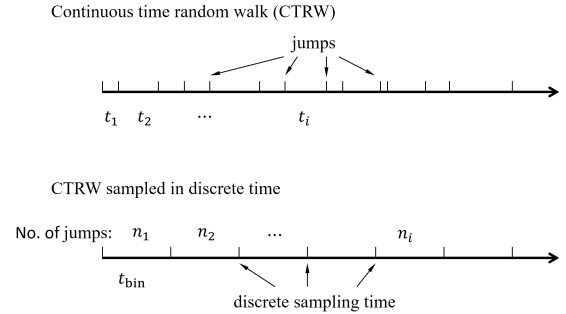 Continuous time random walk (CTRW)
jumps
t₁ t₂ ⋯ tᵢ
CTRW sampled in discrete time
No. of jumps: n₁ n₂ ⋯ nᵢ
t_bin
discrete sampling time